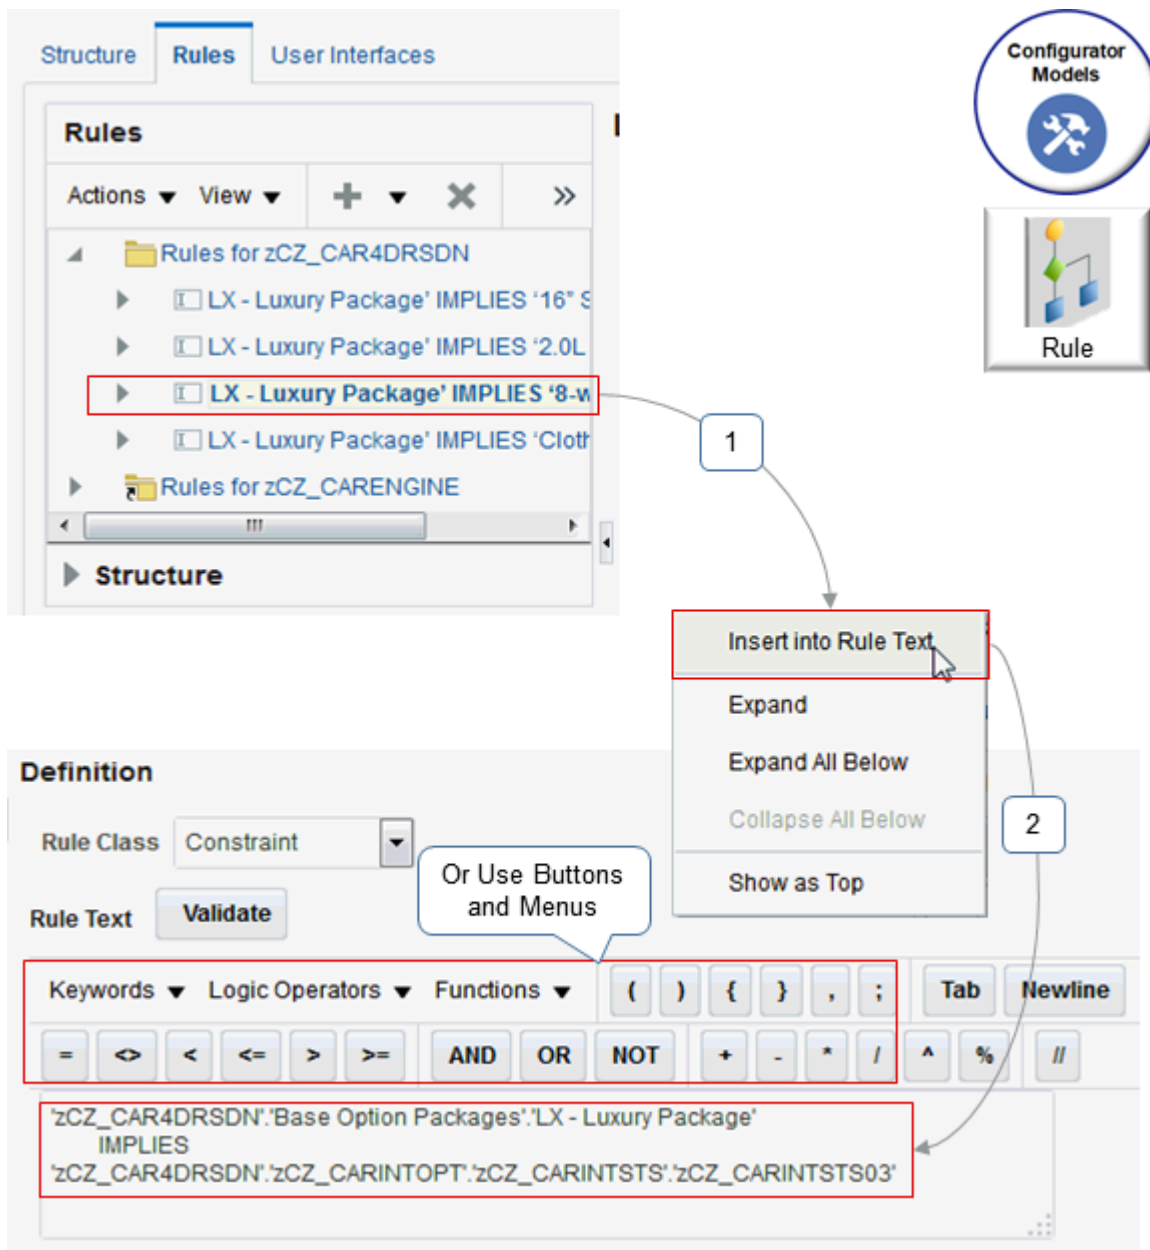 Structure Rules User Interfaces
Configurator
Models
Rules
Actions View
Rules for zCZ_CAR4DRSDN
LX - Luxury Package' IMPLIES '16" S
LX - Luxury Package' IMPLIES '2.0L
LX - Luxury Package' IMPLIES '8-w
LX - Luxury Package' IMPLIES 'Cloth
Rules for zCZ_CARENGINE
Structure
Rule
1
Insert into Rule Text
Expand
Expand All Below
Collapse All Below
Show as Top
2
Definition
Rule Class Constraint
Or Use Buttons
and Menus
Rule Text Validate
Keywords Logic Operators Functions ( ) { } , ; Tab Newline
= <> < <= > >= AND OR NOT + - * / ^ % //
'zCZ_CAR4DRSDN'.'Base Option Packages'.'LX - Luxury Package'
IMPLIES
'zCZ_CAR4DRSDN'.'zCZ_CARINTOPT'.'zCZ_CARINTSTS'.'zCZ_CARINTSTS03'